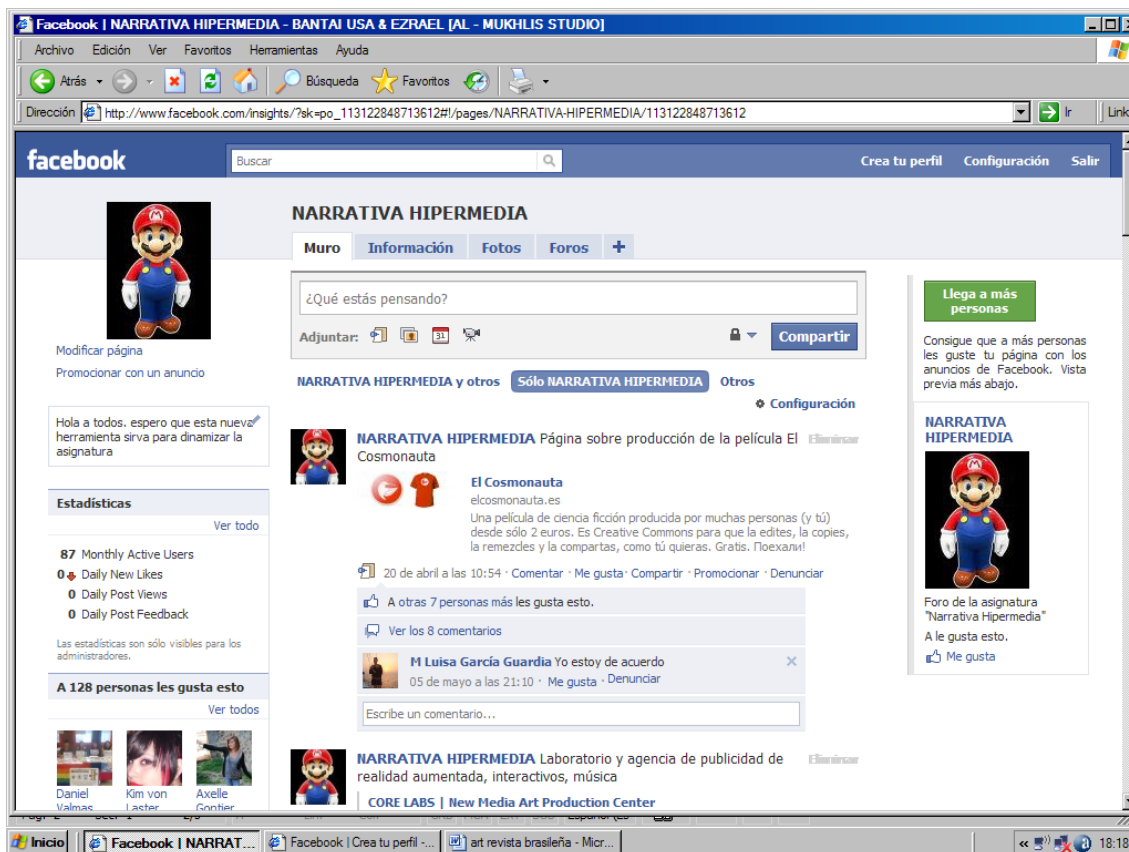 Facebook | NARRATIVA HIPERMEDIA - BANTAI USA & EZRAEL [AL - MUKHLIS STUDIO]
Archivo Edición Ver Favoritos Herramientas Ayuda
Atrás Búsqueda Favoritos
Dirección http://www.facebook.com/insights/?sk=po_113122848713612#!/pages/NARRATIVA-HIPERMEDIA/113122848713612 Ir Link
facebook Buscar Crea tu perfil Configuración Salir
NARRATIVA HIPERMEDIA
Muro Información Fotos Foros +
¿Qué estás pensando?
Adjuntar: 31 Compartir
NARRATIVA HIPERMEDIA y otros Sólo NARRATIVA HIPERMEDIA Otros
Configuración
Modificar página
Promocionar con un anuncio
Hola a todos. espero que esta nueva
herramienta sirva para dinamizar la
asignatura
Estadísticas
Ver todo
87 Monthly Active Users
0 Daily New Likes
0 Daily Post Views
0 Daily Post Feedback
Las estadísticas son sólo visibles para los
administradores.
A 128 personas les gusta esto
Ver todos
Daniel
Valmas
Kim von
Laster
Axelle
Gontier
NARRATIVA HIPERMEDIA Página sobre producción de la película El
Cosmonauta
Eliminar
El Cosmonauta
elcosmonauta.es
Una película de ciencia ficción producida por muchas personas (y tú)
desde sólo 2 euros. Es Creative Commons para que la edites, la copies,
la remezcles y la compartas, como tú quieras. Gratis. Поехали!
20 de abril a las 10:54 · Comentar · Me gusta · Compartir · Promocionar · Denunciar
A otras 7 personas más les gusta esto.
Ver los 8 comentarios
M Luisa García Guardia Yo estoy de acuerdo
05 de mayo a las 21:10 · Me gusta · Denunciar
Escribe un comentario...
NARRATIVA HIPERMEDIA Laboratorio y agencia de publicidad de
realidad aumentada, interactivos, música
Eliminar
CORE LABS | New Media Art Production Center
Llega a más
personas
Consigue que a más personas
les guste tu página con los
anuncios de Facebook. Vista
previa más abajo.
NARRATIVA
HIPERMEDIA
Foro de la asignatura
"Narrativa Hipermedia"
A le gusta esto.
Me gusta
Inicio Facebook | NARRAT... Facebook | Crea tu perfil -... art revista brasileña - Micr... 18:18